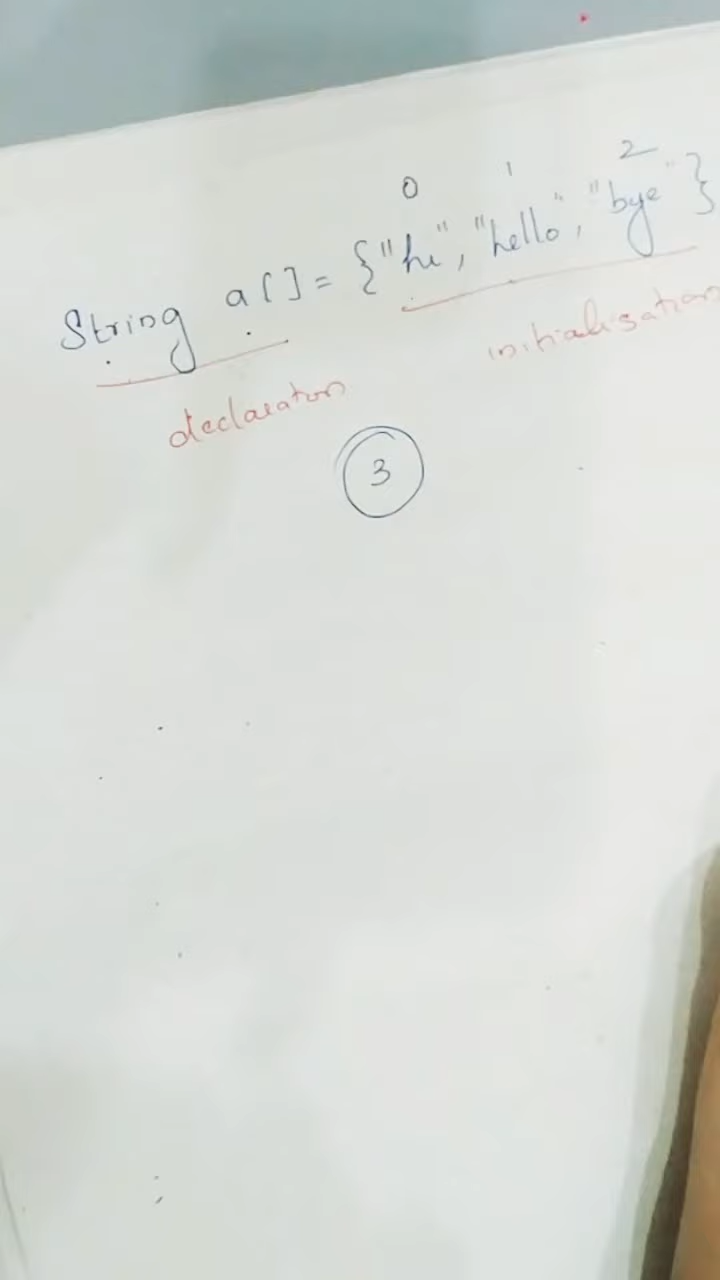 0 1 2
String a[] = {"hi", "hello", "bye"}
declaration initialisation
3